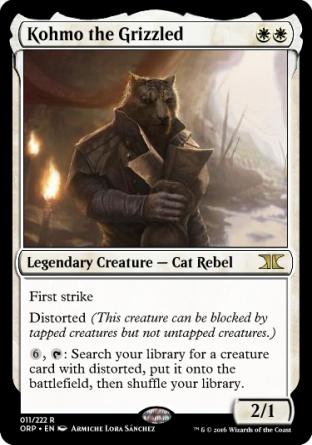 Kohmo the Grizzled
Legendary Creature — Cat Rebel
First strike
Distorted (This creature can be blocked by
tapped creatures but not untapped creatures.)
6, T: Search your library for a creature
card with distorted, put it onto the
battlefield, then shuffle your library.
2/1
011/222 R
ORP • EN ARMICHE LORA SÁNCHEZ
™ & © 2016 Wizards of the Coast